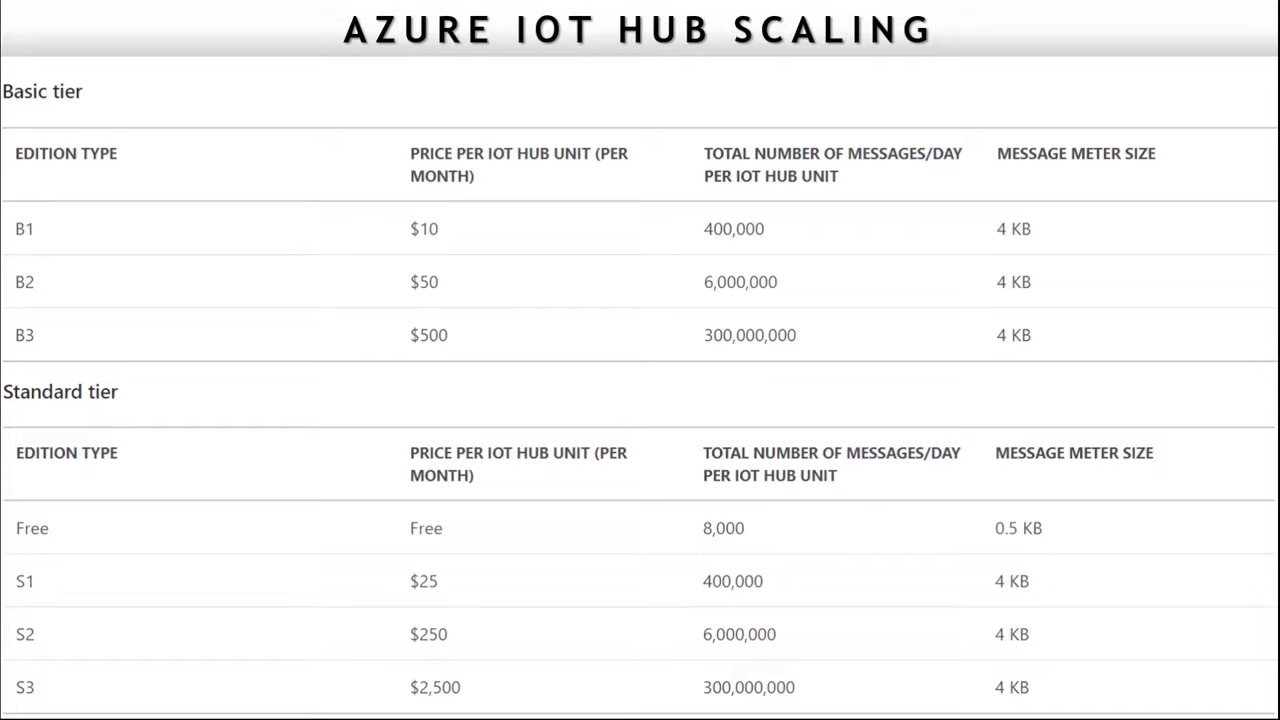 AZURE IOT HUB SCALING
Basic tier
EDITION TYPE PRICE PER IOT HUB UNIT (PER MONTH) TOTAL NUMBER OF MESSAGES/DAY PER IOT HUB UNIT MESSAGE METER SIZE
B1 $10 400,000 4 KB
B2 $50 6,000,000 4 KB
B3 $500 300,000,000 4 KB
Standard tier
EDITION TYPE PRICE PER IOT HUB UNIT (PER MONTH) TOTAL NUMBER OF MESSAGES/DAY PER IOT HUB UNIT MESSAGE METER SIZE
Free Free 8,000 0.5 KB
S1 $25 400,000 4 KB
S2 $250 6,000,000 4 KB
S3 $2,500 300,000,000 4 KB